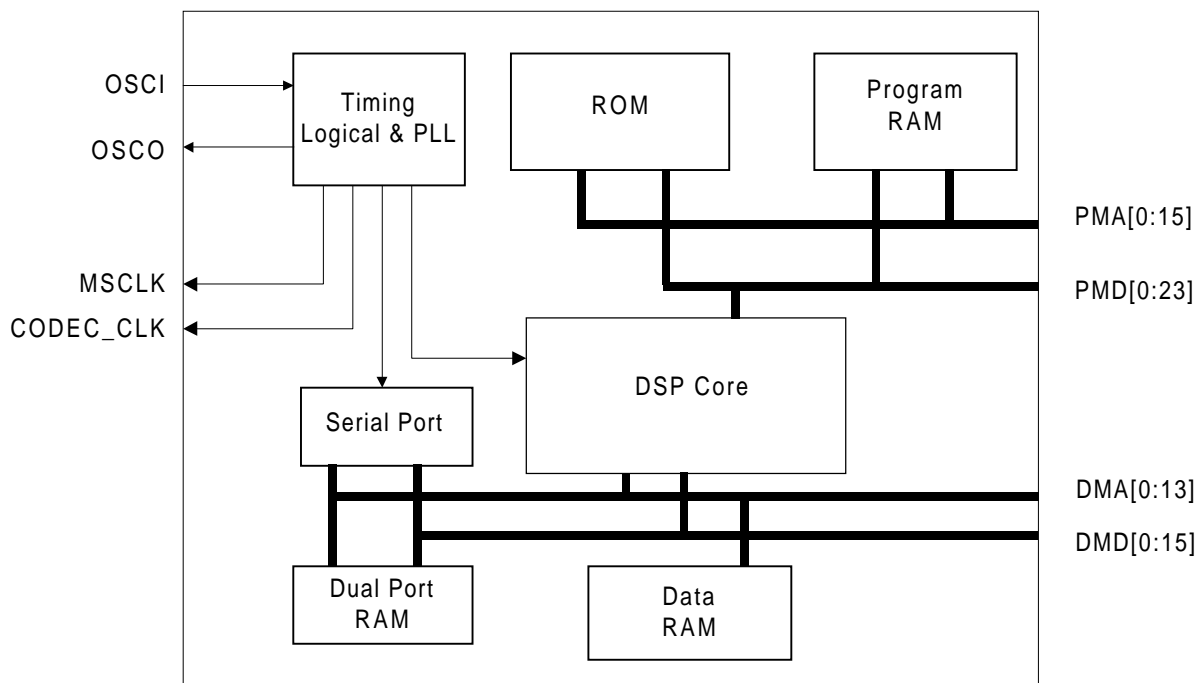 OSCI
OSCO
Timing
Logical & PLL
ROM
Program
RAM
PMA[0:15]
MSCLK
PMD[0:23]
CODEC_CLK
DSP Core
Serial Port
DMA[0:13]
DMD[0:15]
Dual Port
RAM
Data
RAM